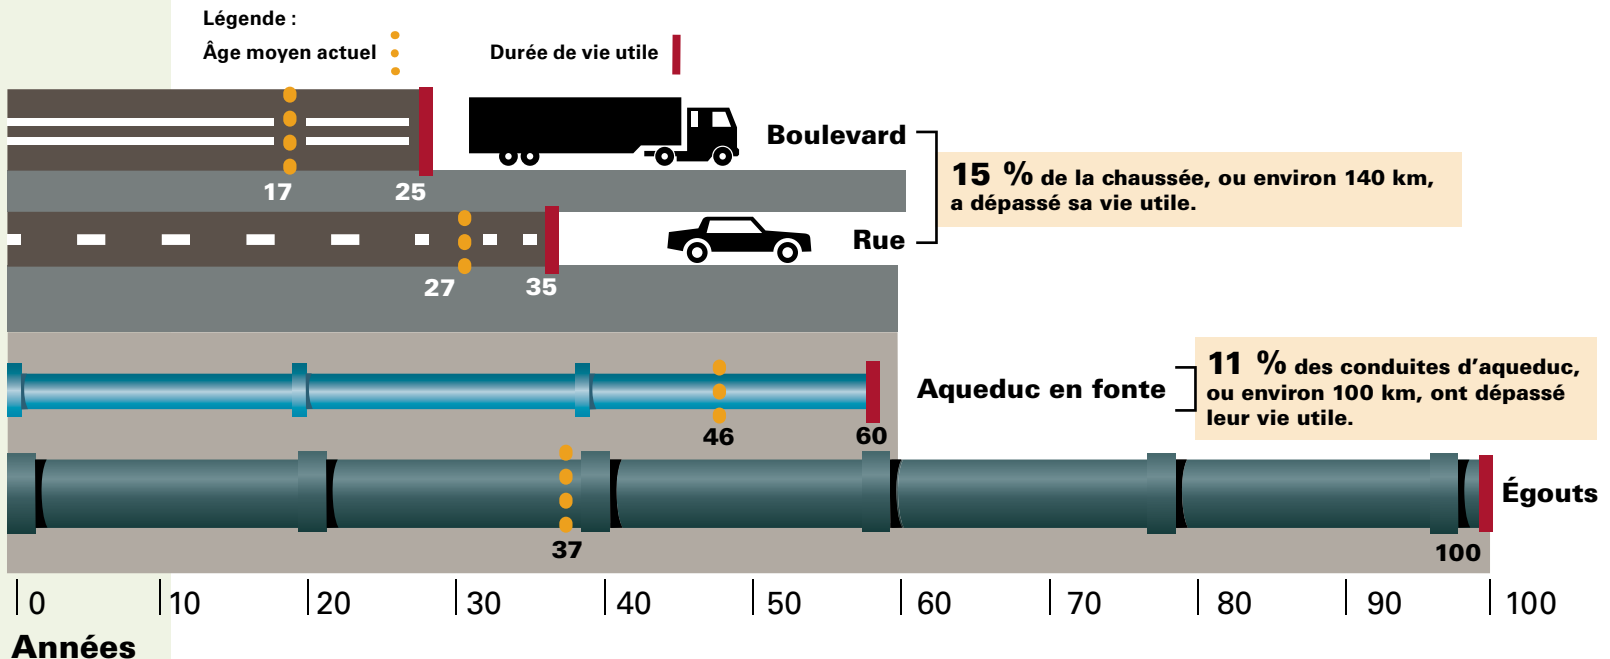 Légende :
Âge moyen actuel
Durée de vie utile
Boulevard
17
25
15 % de la chaussée, ou environ 140 km,
a dépassé sa vie utile.
Rue
27
35
Aqueduc en fonte
11 % des conduites d’aqueduc,
ou environ 100 km, ont dépassé
leur vie utile.
46
60
Égouts
37
100
0 10 20 30 40 50 60 70 80 90 100
Années